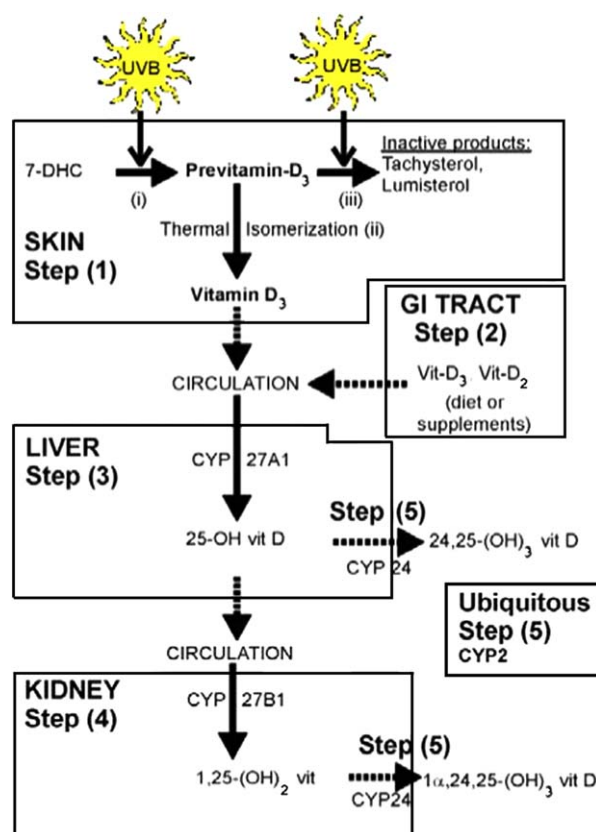 UVB
UVB
7-DHC
(i)
Previtamin-D₃
(iii)
Inactive products:
Tachysterol,
Lumisterol
Thermal Isomerization (ii)
SKIN
Step (1)
Vitamin D₃
GI TRACT
Step (2)
Vit-D₃ Vit-D₂
(diet or
supplements)
CIRCULATION
LIVER
Step (3)
CYP 27A1
25-OH vit D
Step (5)
CYP 24
24,25-(OH)₃ vit D
Ubiquitous
Step (5)
CYP2
CIRCULATION
KIDNEY
Step (4)
CYP 27B1
1,25-(OH)₂ vit
Step (5)
CYP24
1α,24,25-(OH)₃ vit D